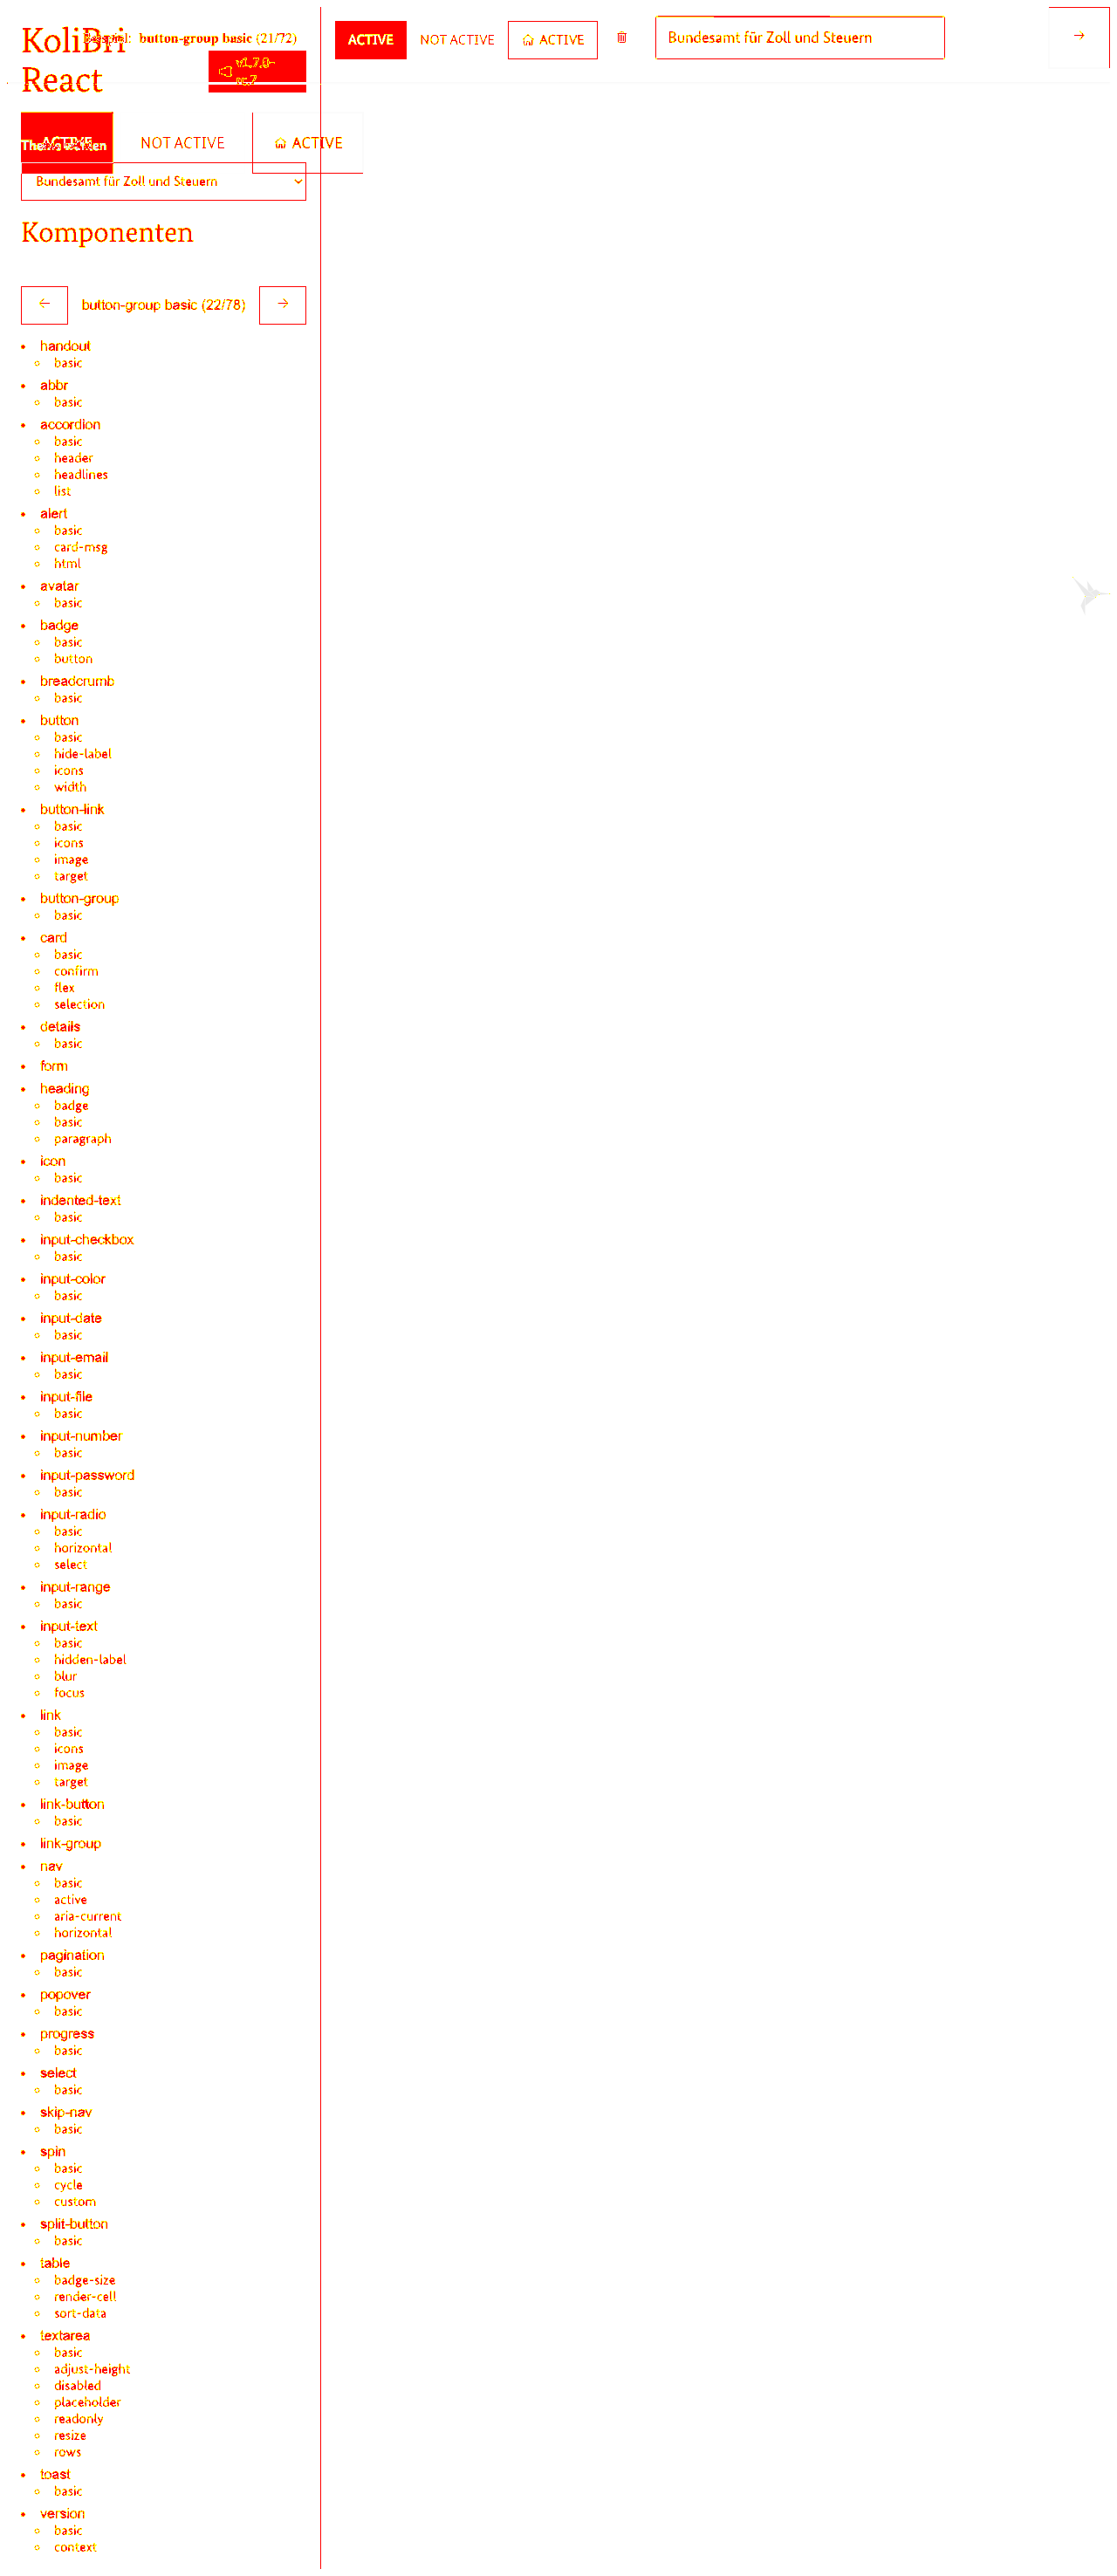 KoliBri
React
button-group basic (21/72)
v1.7.0-
rc.2
ACTIVE
NOT ACTIVE
ACTIVE
Bundesamt für Zoll und Steuern
→
ACTIVE
NOT ACTIVE
ACTIVE
Bundesamt für Zoll und Steuern
Komponenten
← button-group basic (22/78) →
• handout
◦ basic
• abbr
◦ basic
• accordion
◦ basic
◦ header
◦ headlines
◦ list
• alert
◦ basic
◦ card-msg
◦ html
• avatar
◦ basic
• badge
◦ basic
◦ button
• breadcrumb
◦ basic
• button
◦ basic
◦ hide-label
◦ icons
◦ width
• button-link
◦ basic
◦ icons
◦ image
◦ target
• button-group
◦ basic
• card
◦ basic
◦ confirm
◦ flex
◦ selection
• details
◦ basic
• form
• heading
◦ badge
◦ basic
◦ paragraph
• icon
◦ basic
• indented-text
◦ basic
• input-checkbox
◦ basic
• input-color
◦ basic
• input-date
◦ basic
• input-email
◦ basic
• input-file
◦ basic
• input-number
◦ basic
• input-password
◦ basic
• input-radio
◦ basic
◦ horizontal
◦ select
• input-range
◦ basic
• input-text
◦ basic
◦ hidden-label
◦ blur
◦ focus
• link
◦ basic
◦ icons
◦ image
◦ target
• link-button
◦ basic
• link-group
• nav
◦ basic
◦ active
◦ aria-current
◦ horizontal
• pagination
◦ basic
• popover
◦ basic
• progress
◦ basic
• select
◦ basic
• skip-nav
◦ basic
• spin
◦ basic
◦ cycle
◦ custom
• split-button
◦ basic
• table
◦ badge-size
◦ render-cell
◦ sort-data
• textarea
◦ basic
◦ adjust-height
◦ disabled
◦ placeholder
◦ readonly
◦ resize
◦ rows
• toast
◦ basic
• version
◦ basic
◦ context